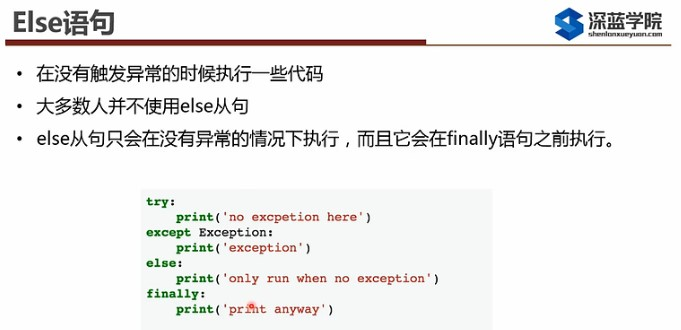 Else语句
深蓝学院
shenlanxueyuan.com
• 在没有触发异常的时候执行一些代码
• 大多数人并不使用else从句
• else从句只会在没有异常的情况下执行，而且它会在finally语句之前执行。
try:
    print('no excpetion here')
except Exception:
    print('exception')
else:
    print('only run when no exception')
finally:
    print('print anyway')